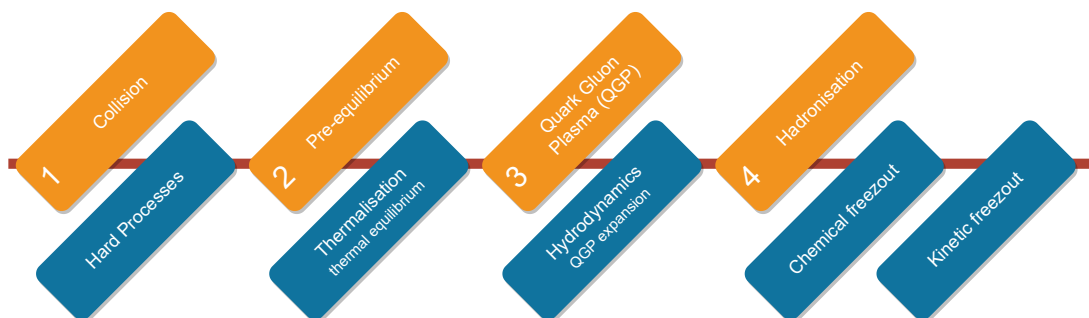 1
Collision
Hard Processes
2
Pre-equilibrium
Thermalisation
thermal equilibrium
3
Quark Gluon
Plasma (QGP)
Hydrodynamics
QGP expansion
4
Hadronisation
Chemical freezout
Kinetic freezout